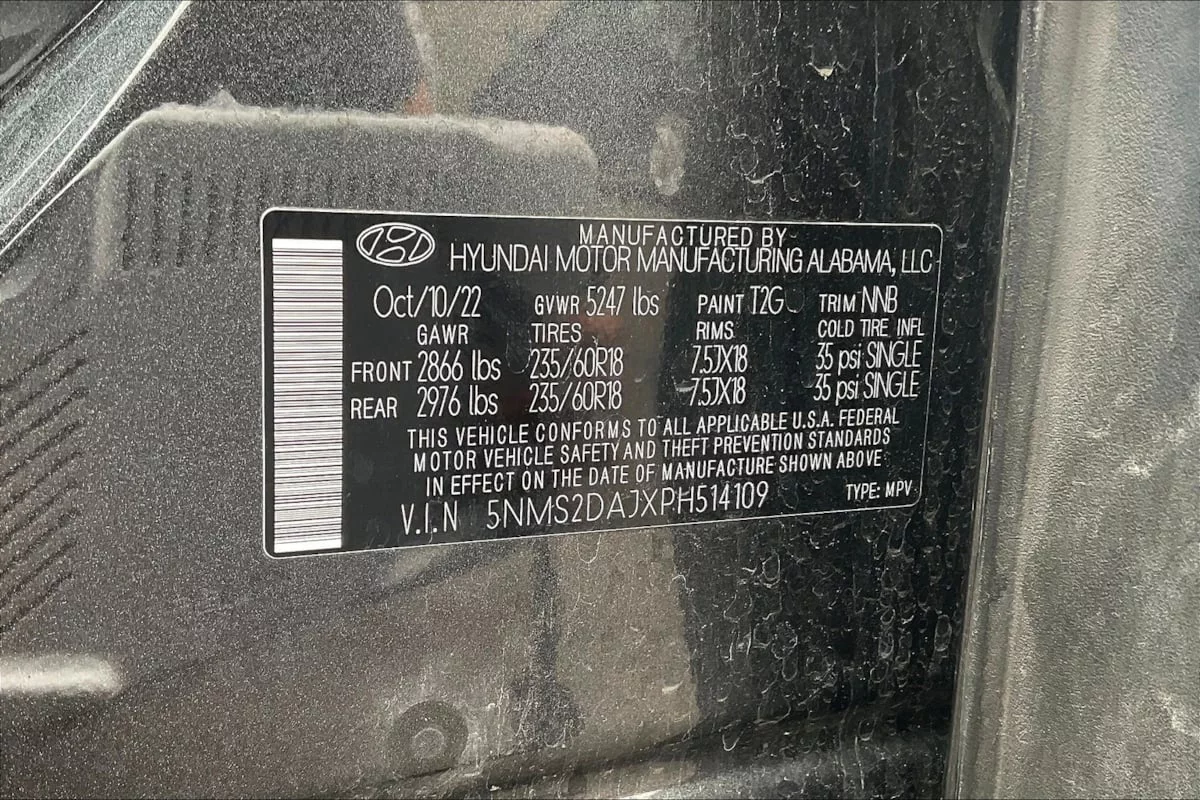 MANUFACTURED BY
HYUNDAI MOTOR MANUFACTURING ALABAMA, LLC
Oct/10/22 GVWR 5247 lbs PAINT T2G TRIM NNB
GAWR TIRES RIMS COLD TIRE INFL
FRONT 2866 lbs 235/60R18 7.5JX18 35 psi SINGLE
REAR 2976 lbs 235/60R18 7.5JX18 35 psi SINGLE
THIS VEHICLE CONFORMS TO ALL APPLICABLE U.S.A. FEDERAL
MOTOR VEHICLE SAFETY AND THEFT PREVENTION STANDARDS
IN EFFECT ON THE DATE OF MANUFACTURE SHOWN ABOVE
V.I.N 5NMS2DAJXPH514109 TYPE: MPV